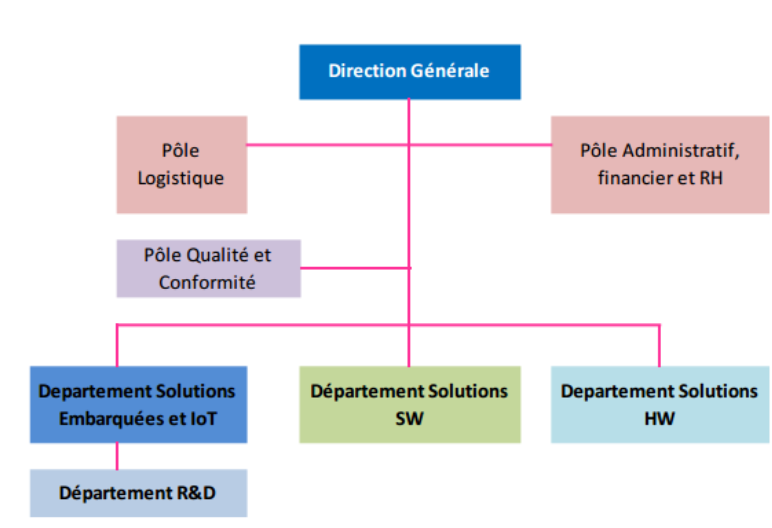 Direction Générale
Pôle
Logistique
Pôle Administratif,
financier et RH
Pôle Qualité et
Conformité
Departement Solutions
Embarquées et IoT
Département Solutions
SW
Departement Solutions
HW
Département R&D